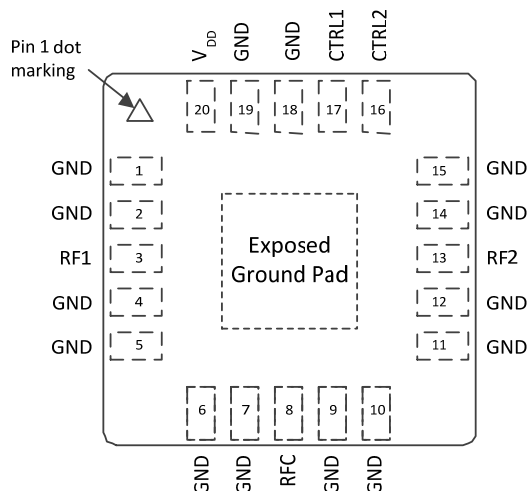 Pin 1 dot
marking
VDD
GND
GND
CTRL1
CTRL2
20
19
18
17
16
GND
1
15
GND
GND
2
14
GND
RF1
3
13
RF2
GND
4
12
GND
GND
5
11
GND
Exposed
Ground Pad
6
7
8
9
10
GND
GND
RFC
GND
GND